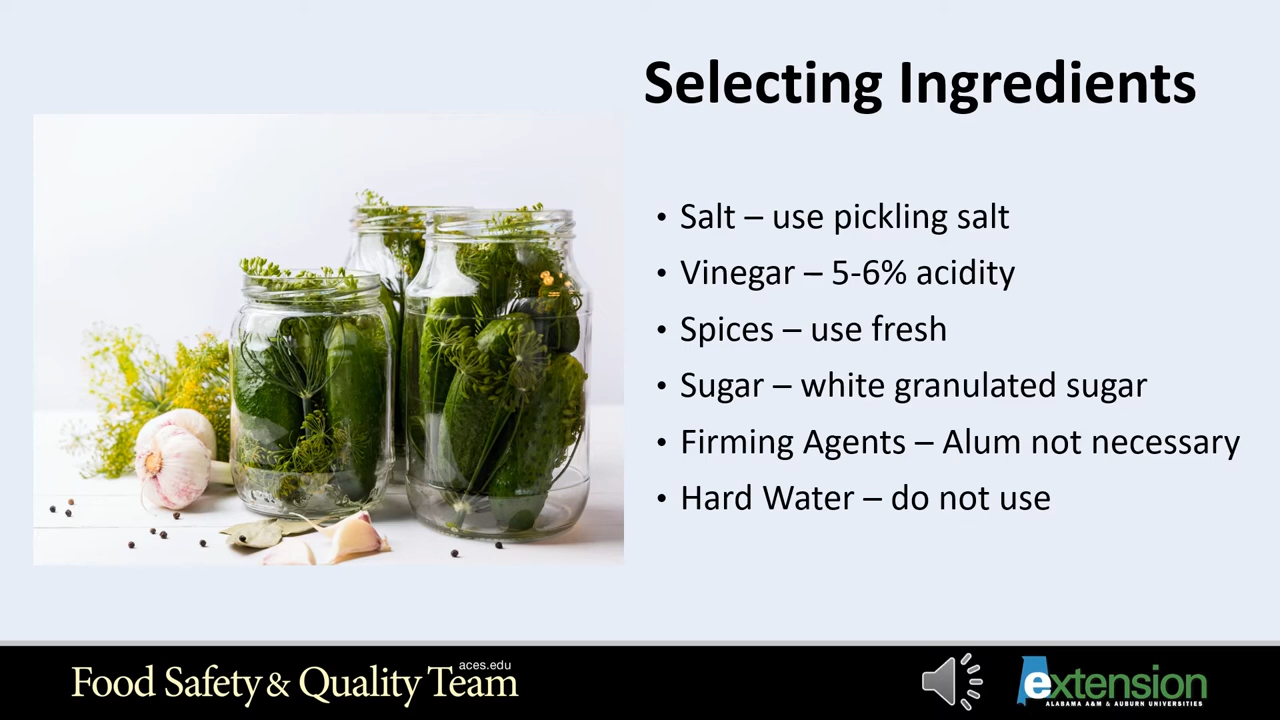 Selecting Ingredients
• Salt – use pickling salt
• Vinegar – 5-6% acidity
• Spices – use fresh
• Sugar – white granulated sugar
• Firming Agents – Alum not necessary
• Hard Water – do not use
aces.edu
Food Safety & Quality Team
extension
ALABAMA A&M & AUBURN UNIVERSITIES